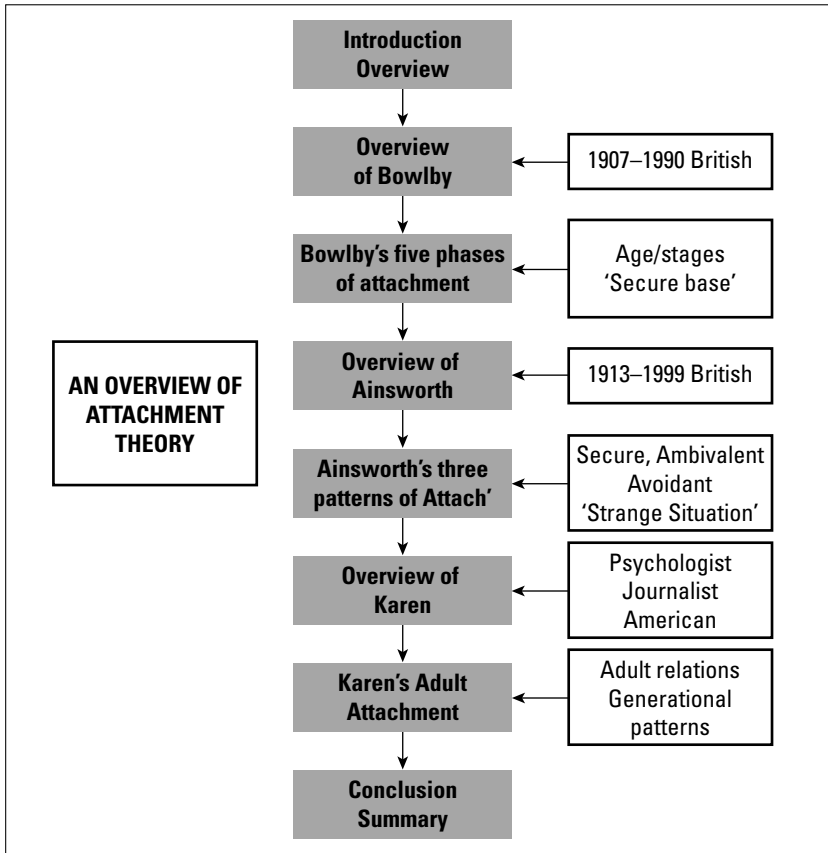 Introduction
Overview
Overview
of Bowlby
1907–1990 British
Bowlby's five phases
of attachment
Age/stages
‘Secure base’
AN OVERVIEW OF
ATTACHMENT
THEORY
Overview of
Ainsworth
1913–1999 British
Ainsworth's three
patterns of Attach’
Secure, Ambivalent
Avoidant
‘Strange Situation’
Overview of
Karen
Psychologist
Journalist
American
Karen's Adult
Attachment
Adult relations
Generational
patterns
Conclusion
Summary